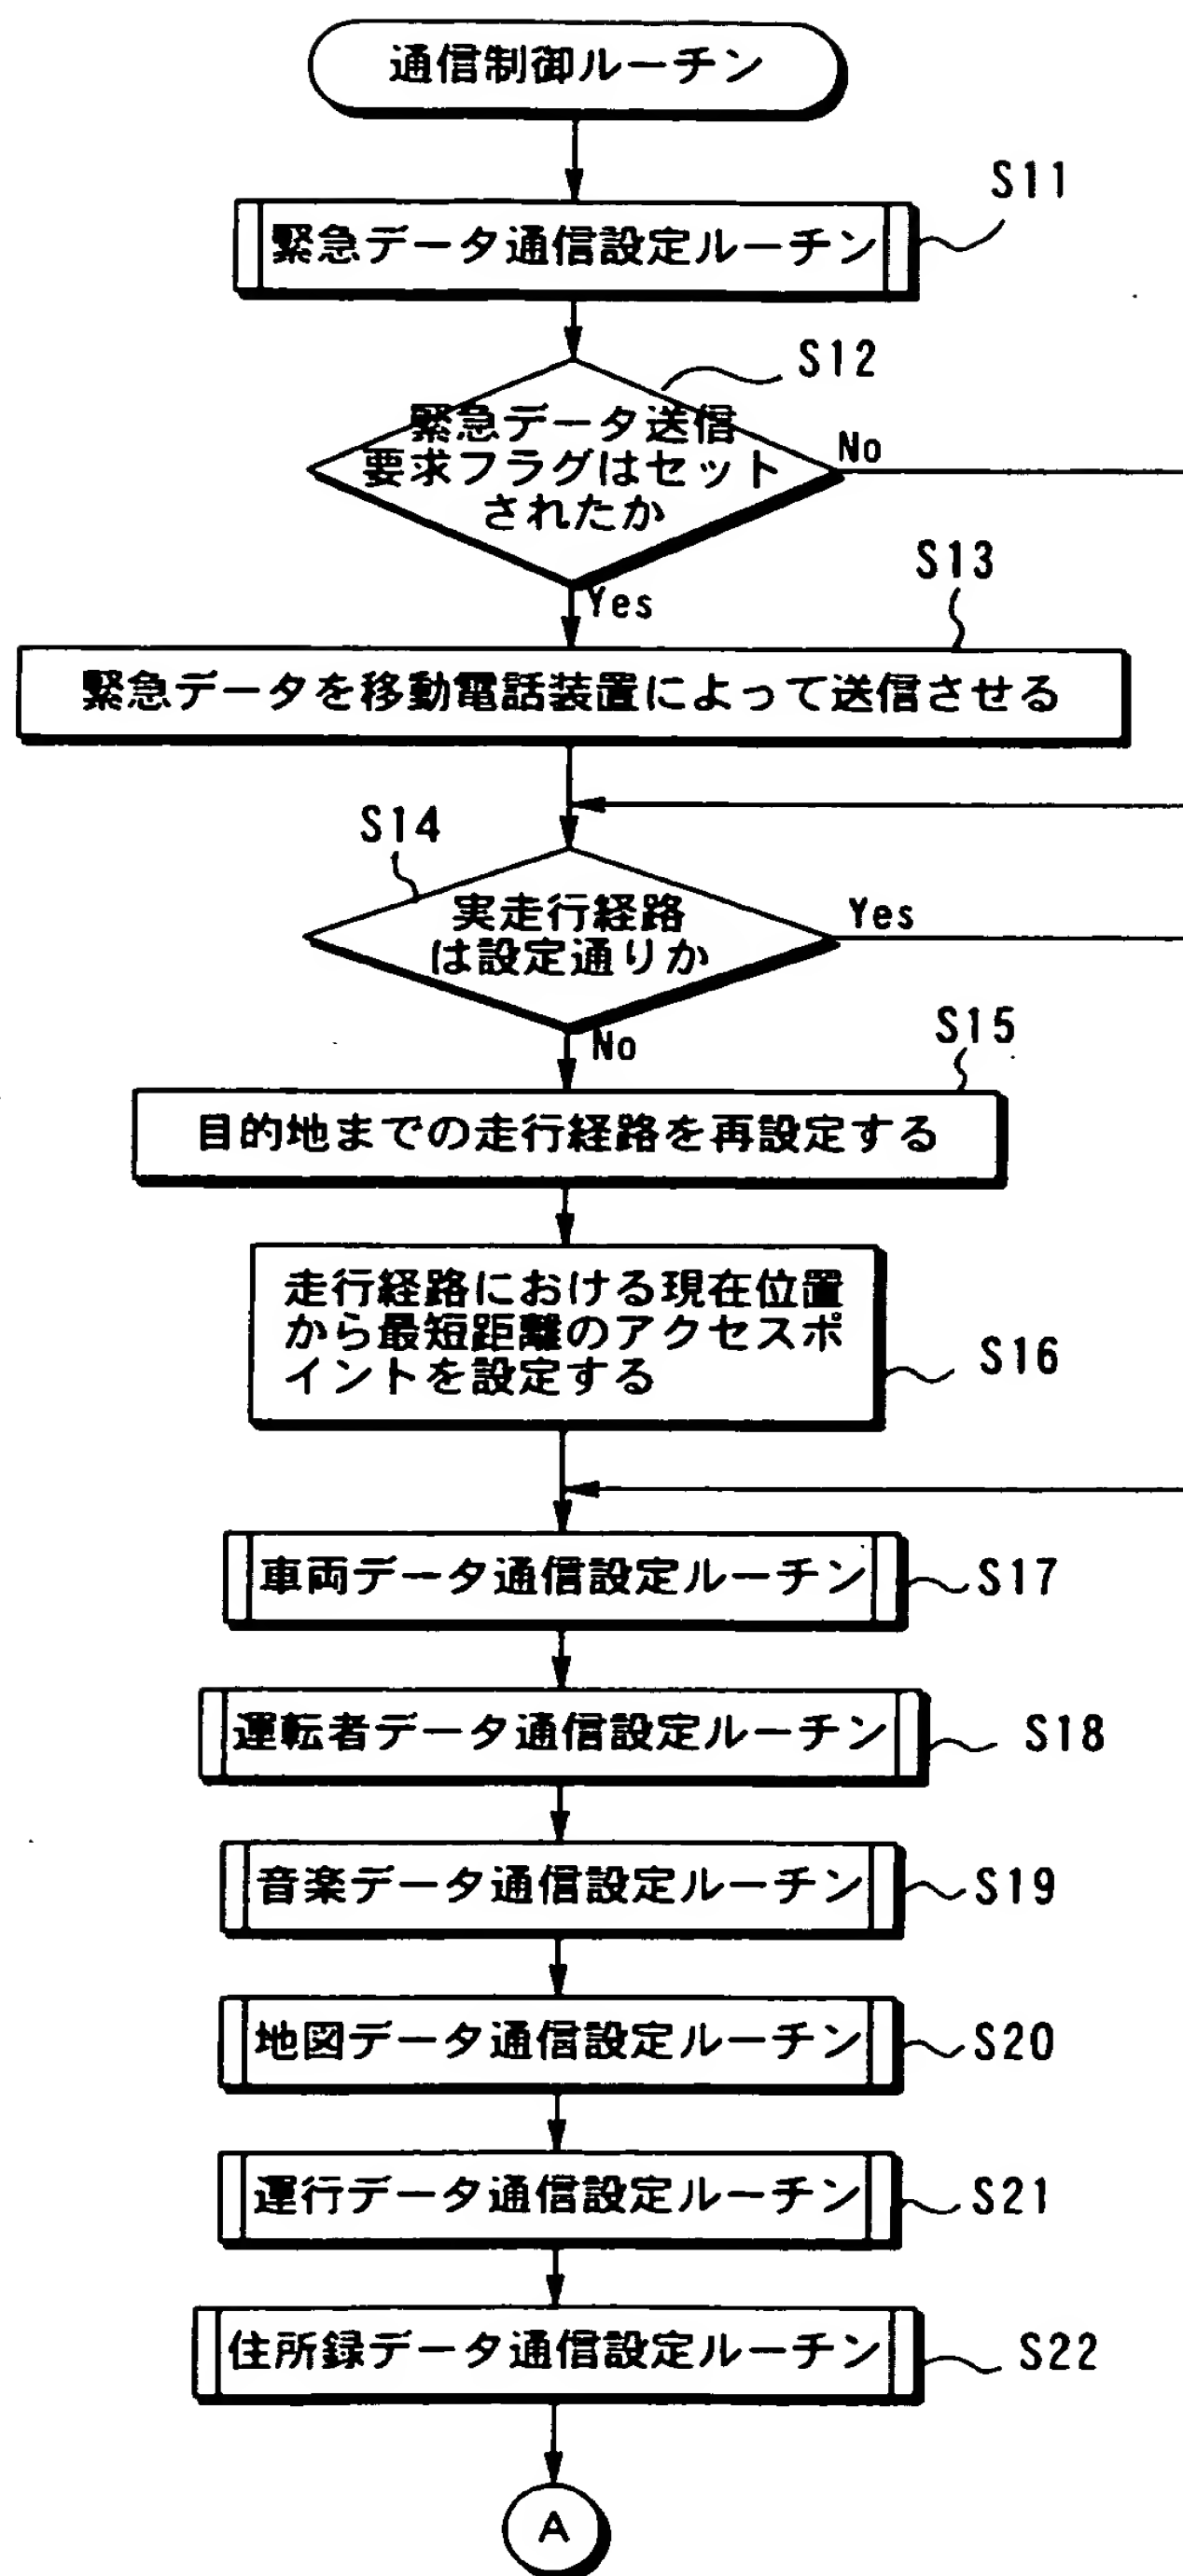 通信制御ルーチン
S11
緊急データ通信設定ルーチン
S12
緊急データ送信
要求フラグはセット
されたか
No
Yes
S13
緊急データを移動電話装置によって送信させる
S14
実走行経路
は設定通りか
Yes
No
S15
目的地までの走行経路を再設定する
走行経路における現在位置
から最短距離のアクセスポ
イントを設定する
S16
車両データ通信設定ルーチン
S17
運転者データ通信設定ルーチン
S18
音楽データ通信設定ルーチン
S19
地図データ通信設定ルーチン
S20
運行データ通信設定ルーチン
S21
住所録データ通信設定ルーチン
S22
A